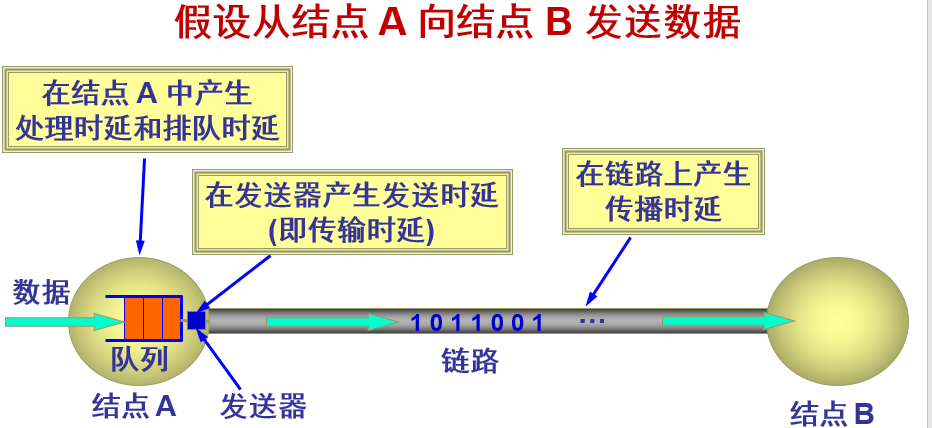 假设从结点 A 向结点 B 发送数据
在结点 A 中产生
处理时延和排队时延
在发送器产生发送时延
(即传输时延)
在链路上产生
传播时延
数据
1 0 1 1 0 0 1 …
队列
链路
结点 A
发送器
结点 B